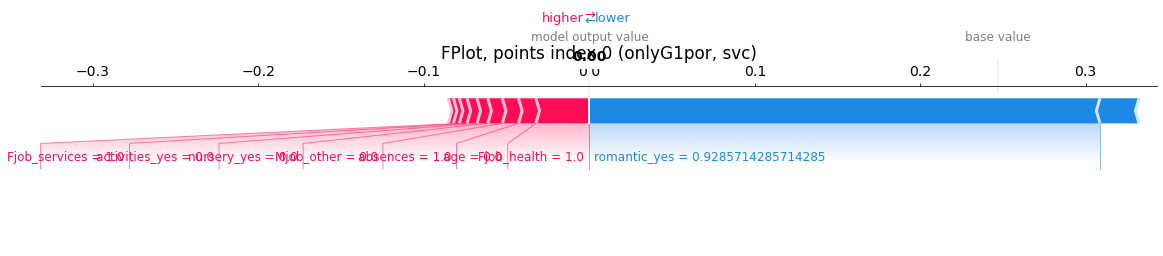 higher ⇄ lower
model output value base value
FPlot, points index 0 (onlyG1por, svc)
0.00
−0.3 −0.2 −0.1 0.1 0.2 0.3
Fjob_services = 1.0 activities_yes = 0.0 nursery_yes = 0.0 Mjob_other = 0.0 absences = 1.0 age = 0.0 Fjob_health = 1.0 romantic_yes = 0.9285714285714285